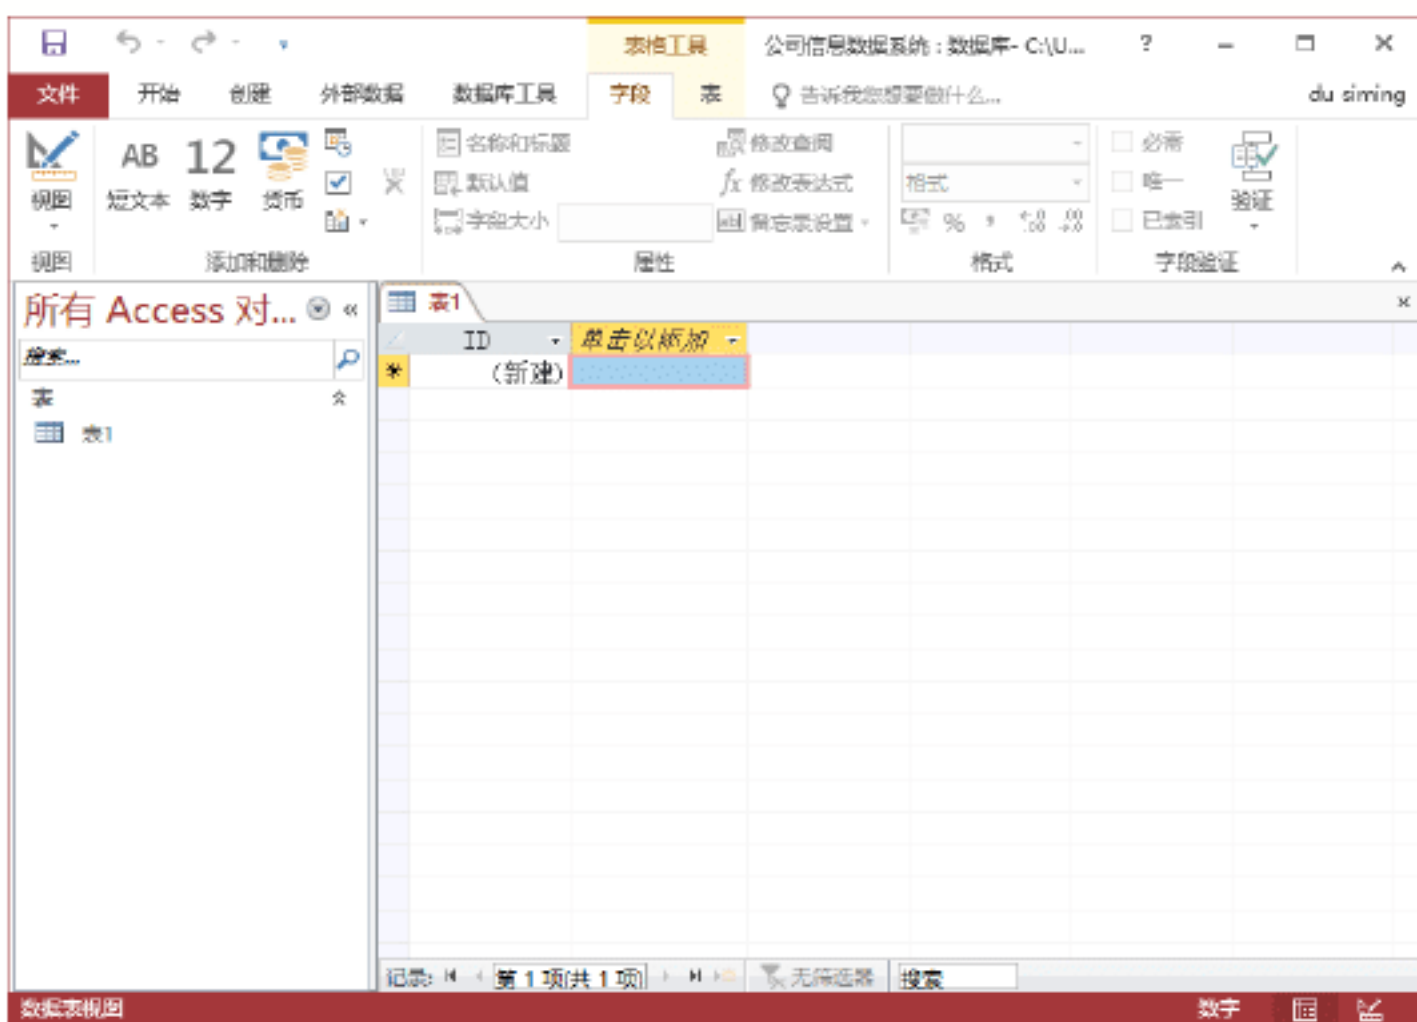 表格工具
公司信息数据系统：数据库- C:\U... ?
文件 开始 创建 外部数据 数据库工具 字段 表 告诉我您想要做什么... du siming
视图 AB 短文本 12 数字 货币
名称和标题 修改查阅 必需
默认值 fx 修改表达式 格式 唯一 验证
字段大小 ab| 备忘录设置 % 已索引
视图 添加和删除 属性 格式 字段验证
所有 Access 对... «
表1
搜索...
ID 单击以添加
(新建)
表
表1
记录: 第 1 项(共 1 项) 无筛选器 搜索
数据表视图 数字